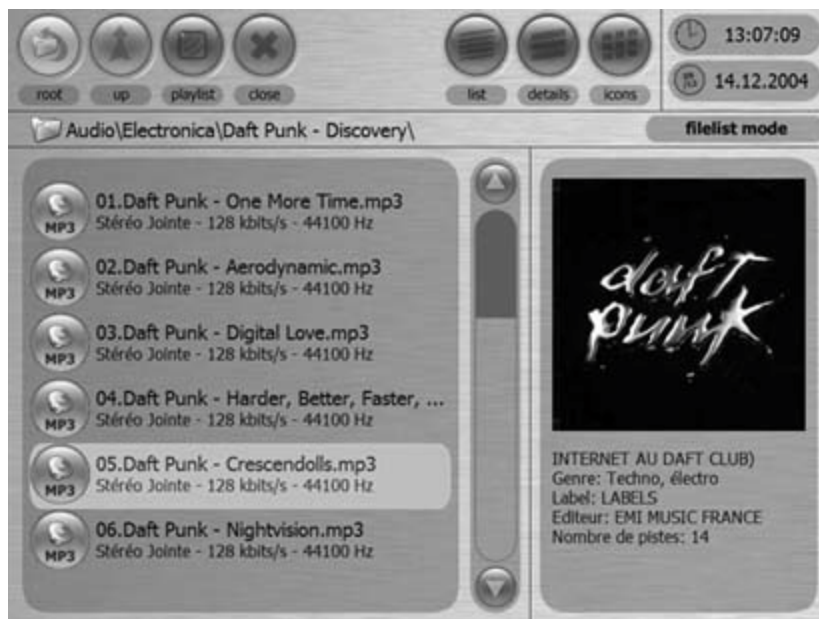 root up playlist close list details icons
13:07:09
14.12.2004
Audio\Electronica\Daft Punk - Discovery\
filelist mode
01.Daft Punk - One More Time.mp3
Stéréo Jointe - 128 kbits/s - 44100 Hz
MP3
02.Daft Punk - Aerodynamic.mp3
Stéréo Jointe - 128 kbits/s - 44100 Hz
MP3
03.Daft Punk - Digital Love.mp3
Stéréo Jointe - 128 kbits/s - 44100 Hz
MP3
04.Daft Punk - Harder, Better, Faster, ...
Stéréo Jointe - 128 kbits/s - 44100 Hz
MP3
05.Daft Punk - Crescendolls.mp3
Stéréo Jointe - 128 kbits/s - 44100 Hz
MP3
06.Daft Punk - Nightvision.mp3
Stéréo Jointe - 128 kbits/s - 44100 Hz
MP3
daft
punk
INTERNET AU DAFT CLUB)
Genre: Techno, électro
Label: LABELS
Editeur: EMI MUSIC FRANCE
Nombre de pistes: 14